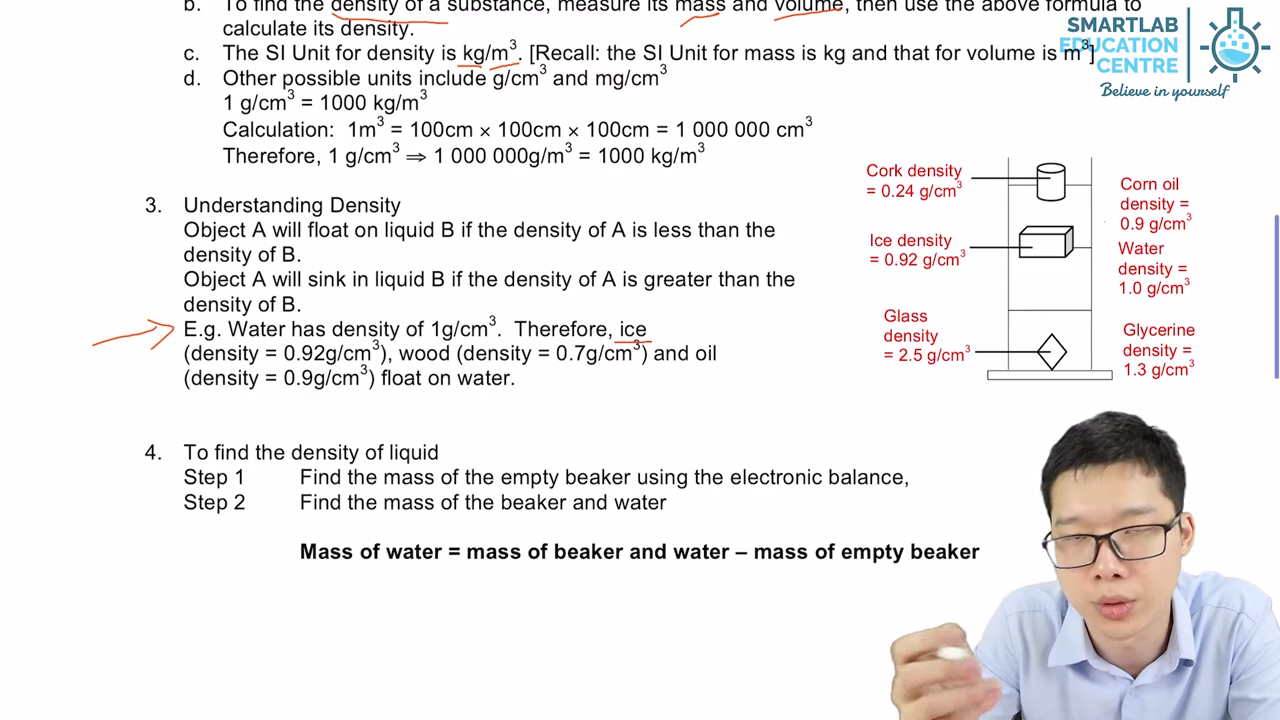 b. To find the density of a substance, measure its mass and volume, then use the above formula to
calculate its density.
c. The SI Unit for density is kg/m³. [Recall: the SI Unit for mass is kg and that for volume is m³]
d. Other possible units include g/cm³ and mg/cm³
1 g/cm³ = 1000 kg/m³
Calculation: 1m³ = 100cm × 100cm × 100cm = 1 000 000 cm³
Therefore, 1 g/cm³ ⇒ 1 000 000g/m³ = 1000 kg/m³
SMARTLAB
EDUCATION
CENTRE
Believe in yourself
3. Understanding Density
Object A will float on liquid B if the density of A is less than the
density of B.
Object A will sink in liquid B if the density of A is greater than the
density of B.
E.g. Water has density of 1g/cm³. Therefore, ice
(density = 0.92g/cm³), wood (density = 0.7g/cm³) and oil
(density = 0.9g/cm³) float on water.
Cork density
= 0.24 g/cm³
Ice density
= 0.92 g/cm³
Glass
density
= 2.5 g/cm³
Corn oil
density =
0.9 g/cm³
Water
density =
1.0 g/cm³
Glycerine
density =
1.3 g/cm³
4. To find the density of liquid
Step 1 Find the mass of the empty beaker using the electronic balance,
Step 2 Find the mass of the beaker and water
Mass of water = mass of beaker and water – mass of empty beaker